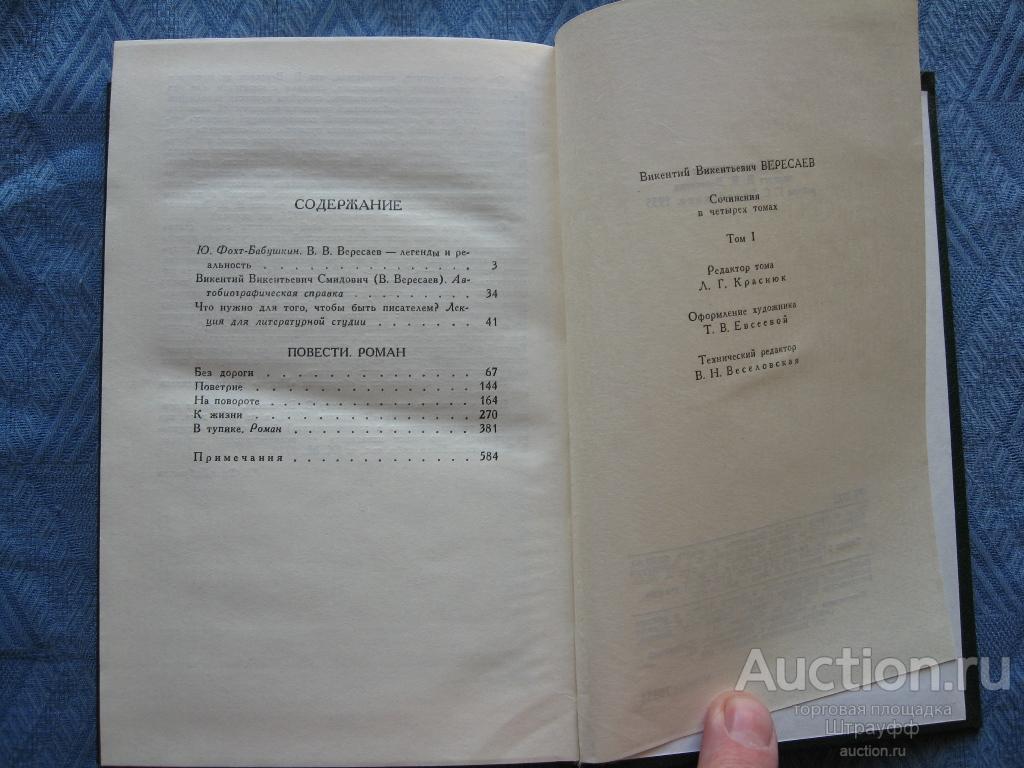 СОДЕРЖАНИЕ
Ю. Фохт-Бабушкин. В. В. Вересаев — легенды и ре-
альность . . . . . . . . . . . . . . . 3
Викентий Викентьевич Смидович (В. Вересаев). Ав-
тобиографическая справка . . . . . . . . . 34
Что нужно для того, чтобы быть писателем? Лек-
ция для литературной студии . . . . . . . 41
ПОВЕСТИ. РОМАН
Без дороги . . . . . . . . . . . . . . . 67
Поветрие . . . . . . . . . . . . . . . . 144
На повороте . . . . . . . . . . . . . . . 164
К жизни . . . . . . . . . . . . . . . . 270
В тупике. Роман . . . . . . . . . . . . . 381
Примечания . . . . . . . . . . . . . 584
Викентий Викентьевич ВЕРЕСАЕВ
Сочинения
в четырех томах
Том I
Редактор тома
Л. Г. Краснюк
Оформление художника
Т. В. Евсеевой
Технический редактор
В. Н. Веселовская
Auction.ru
торговая площадка
Штрауфф
auction.ru